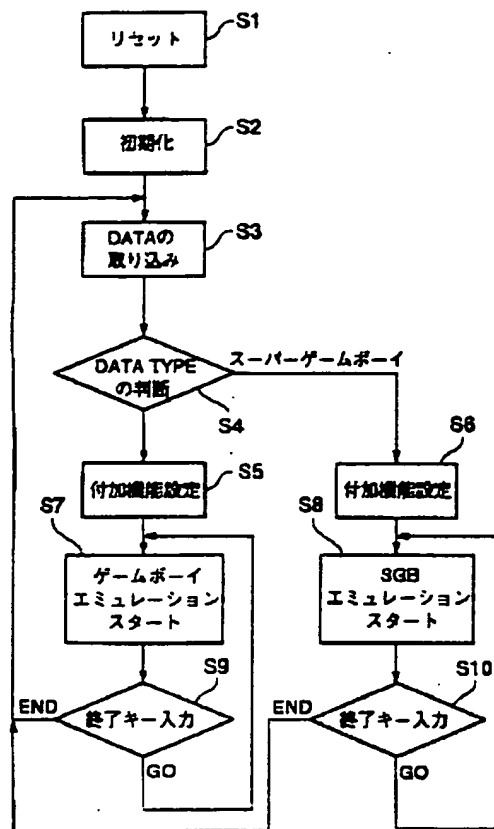 リセット
S1
初期化
S2
DATAの
取り込み
S3
DATA TYPE
の判断
スーパーゲームボーイ
S4
付加機能設定
S5
付加機能設定
S6
S7
ゲームボーイ
エミュレーション
スタート
S8
SGB
エミュレーション
スタート
S9
END
終了キー入力
GO
S10
END
終了キー入力
GO